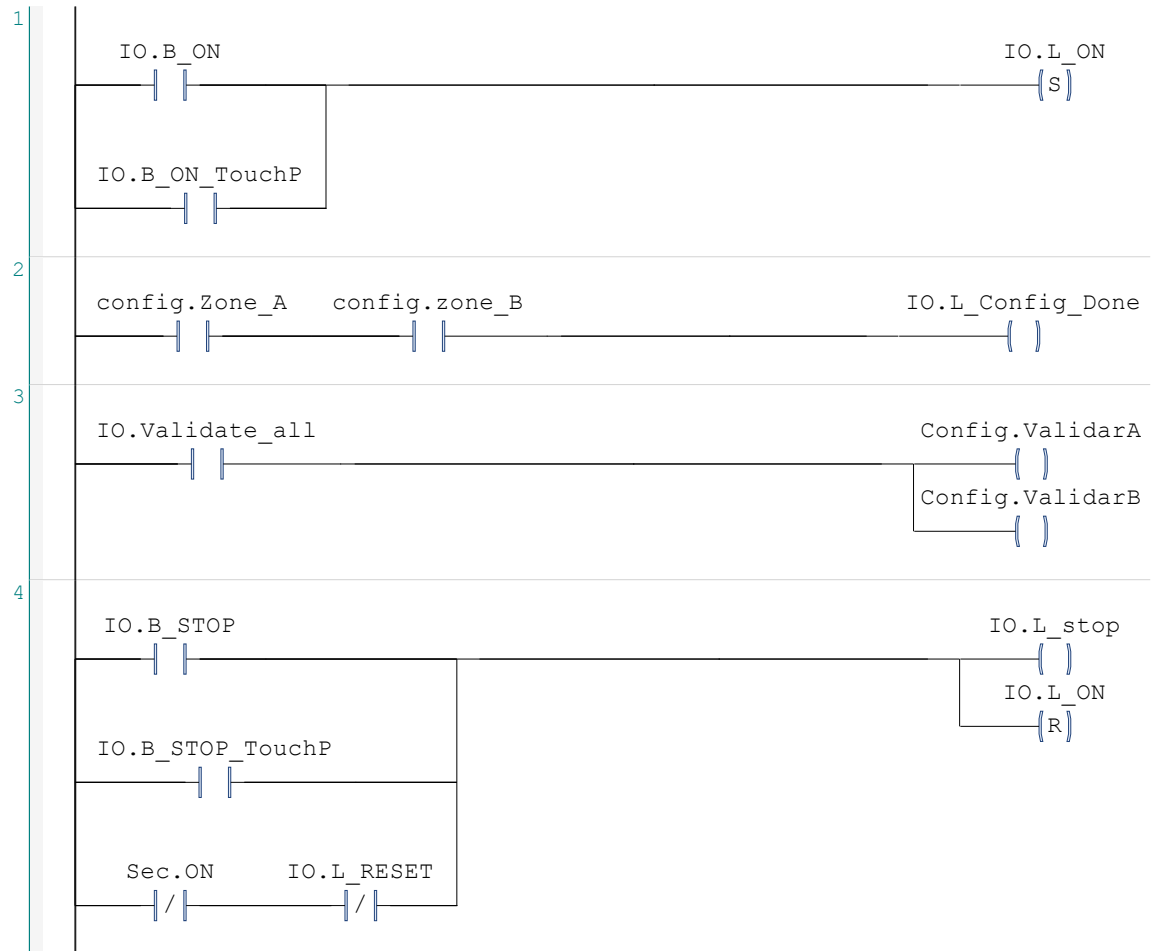 1
IO.B_ON IO.L_ON
S
IO.B_ON_TouchP
2
config.Zone_A config.zone_B IO.L_Config_Done
3
IO.Validate_all Config.ValidarA
Config.ValidarB
4
IO.B_STOP IO.L_stop
IO.L_ON
R
IO.B_STOP_TouchP
Sec.ON IO.L_RESET
/ /